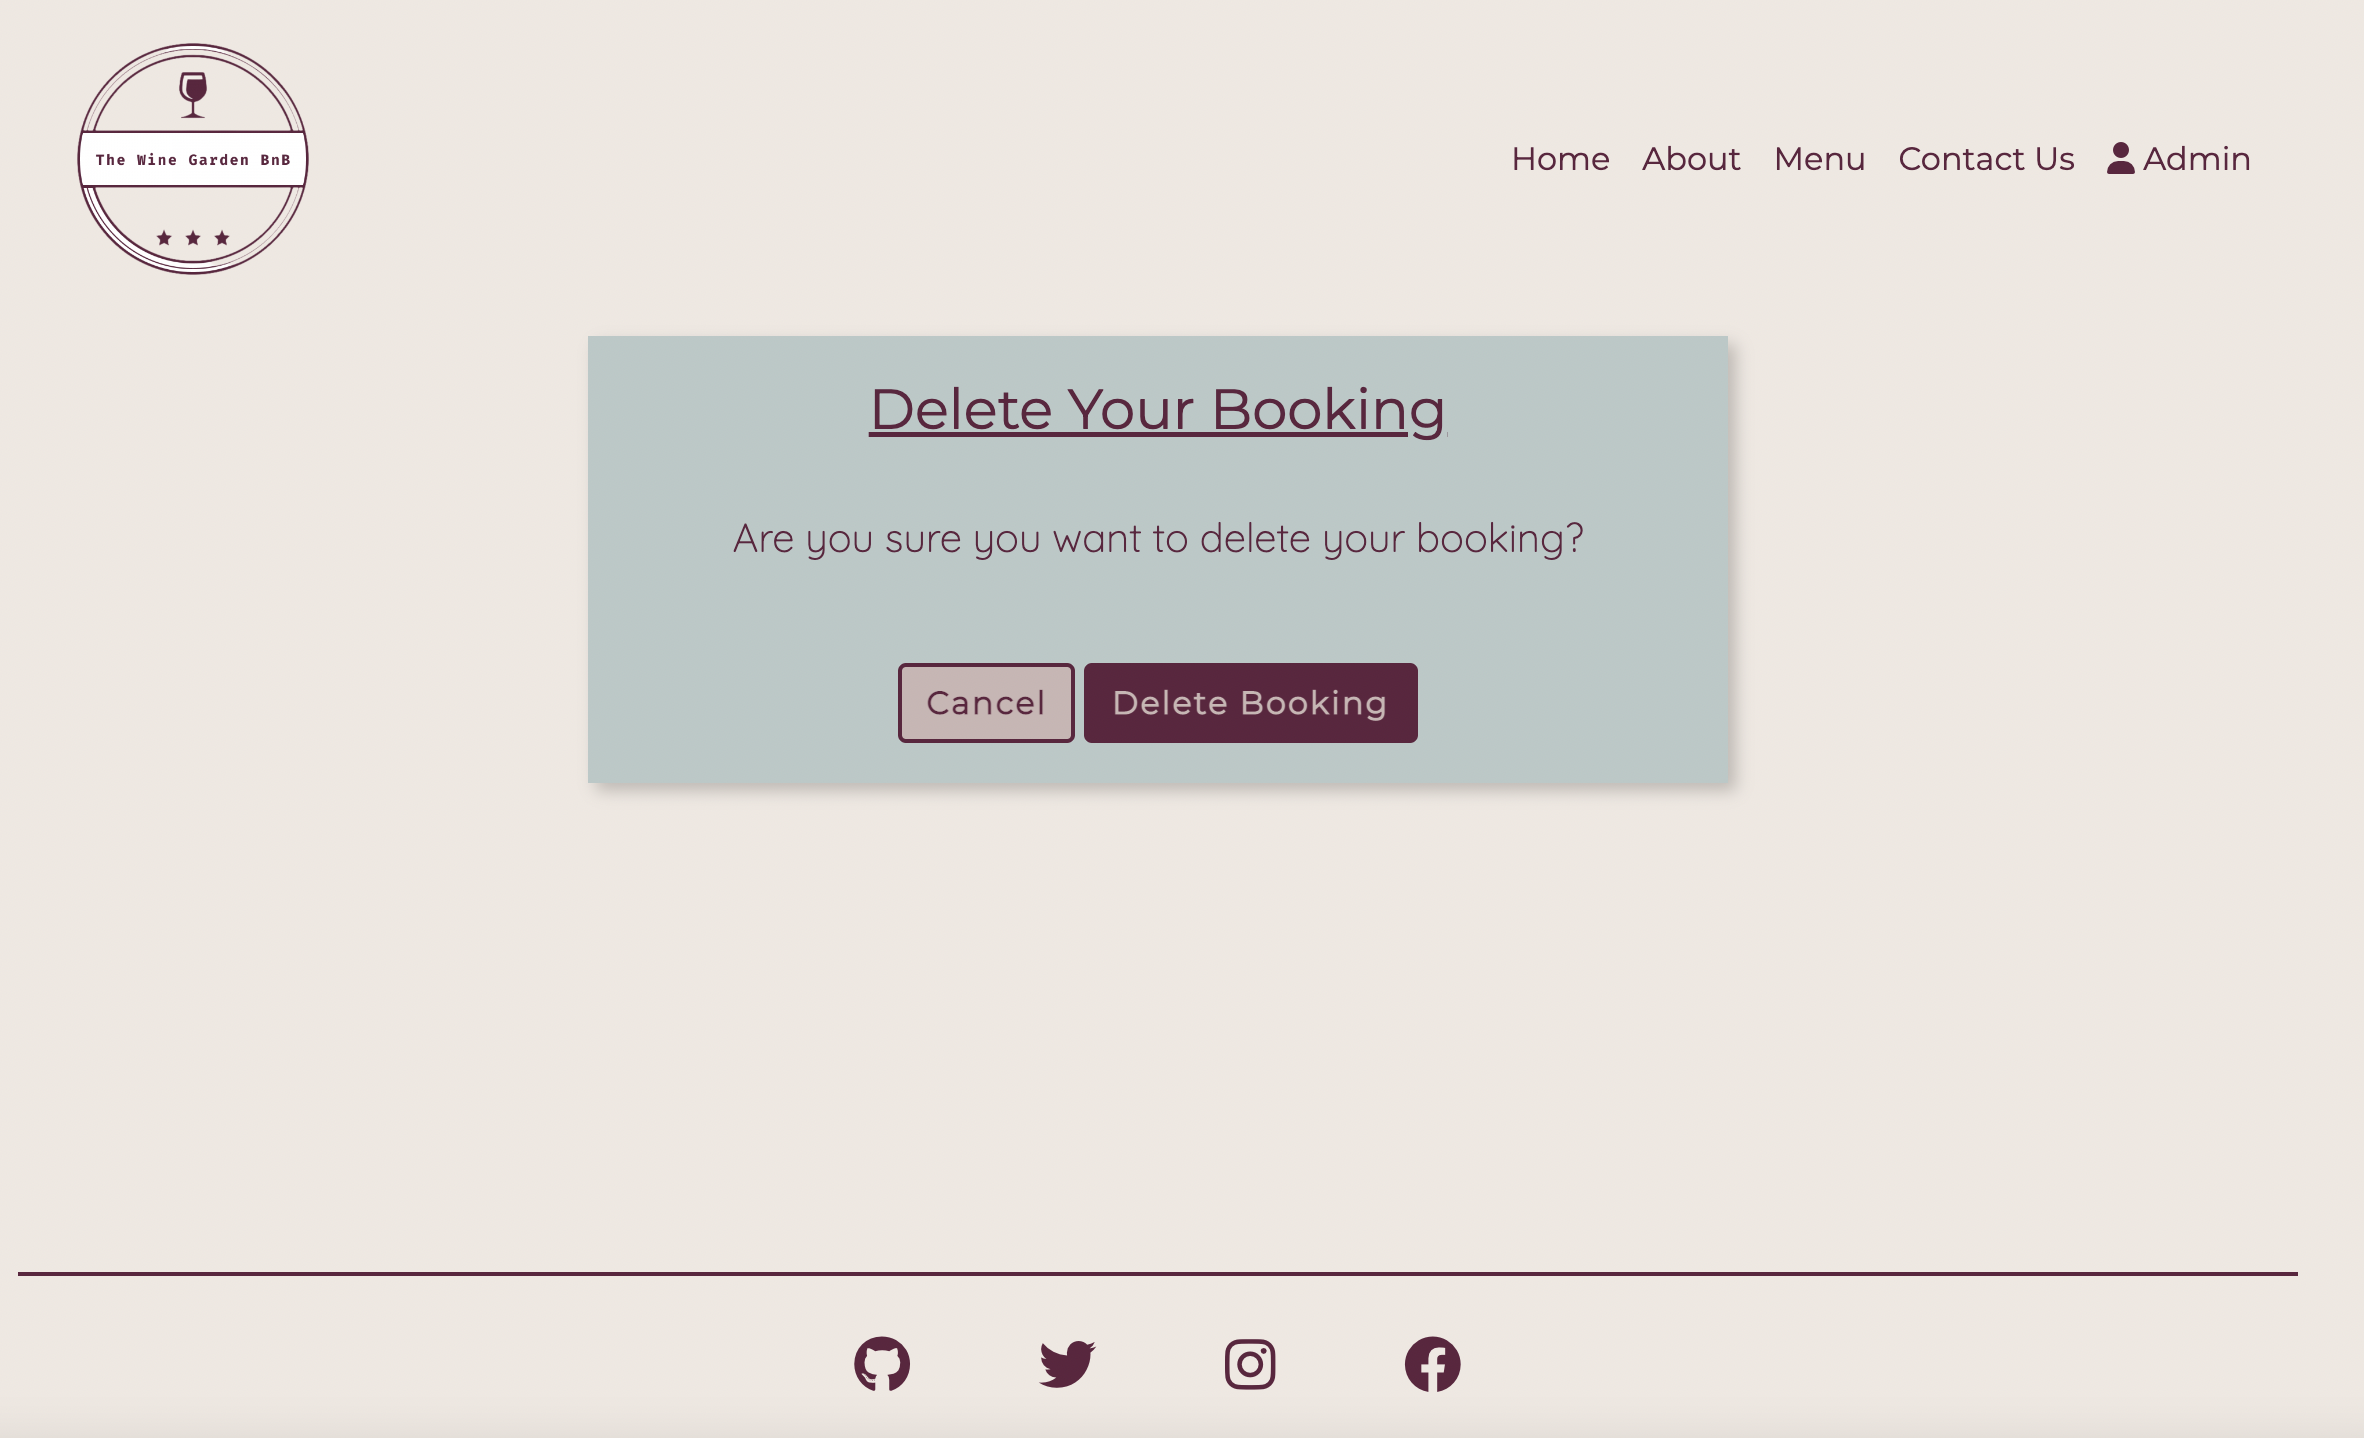 The Wine Garden BnB
Home About Menu Contact Us Admin
Delete Your Booking
Are you sure you want to delete your booking?
Cancel Delete Booking